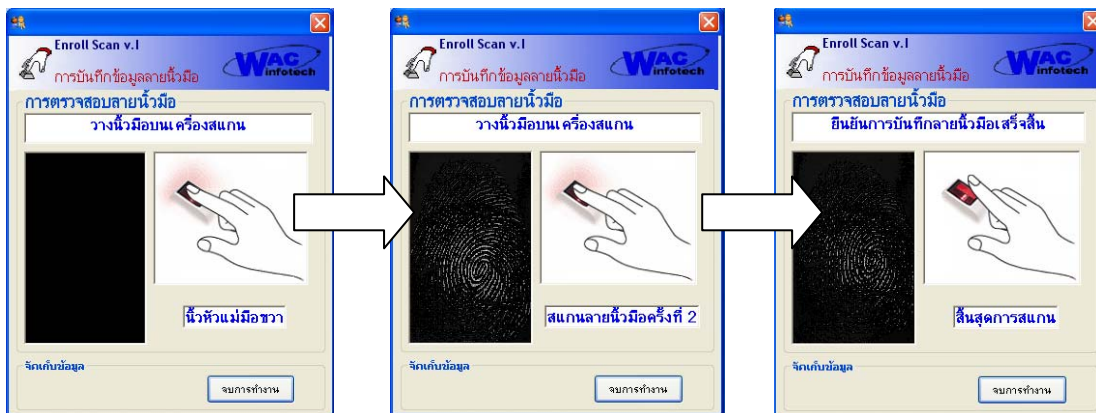 Enroll Scan v.I
การบันทึกข้อมูลลายนิ้วมือ
WAC
Infotech
การตรวจสอบลายนิ้วมือ
วางนิ้วมือบนเครื่องสแกน
นิ้วหัวแม่มือขวา
จัดเก็บข้อมูล
จบการทำงาน
Enroll Scan v.I
การบันทึกข้อมูลลายนิ้วมือ
WAC
Infotech
การตรวจสอบลายนิ้วมือ
วางนิ้วมือบนเครื่องสแกน
สแกนลายนิ้วมือครั้งที่ 2
จัดเก็บข้อมูล
จบการทำงาน
Enroll Scan v.I
การบันทึกข้อมูลลายนิ้วมือ
WAC
Infotech
การตรวจสอบลายนิ้วมือ
ยืนยันการบันทึกลายนิ้วมือเสร็จสิ้น
สิ้นสุดการสแกน
จัดเก็บข้อมูล
จบการทำงาน